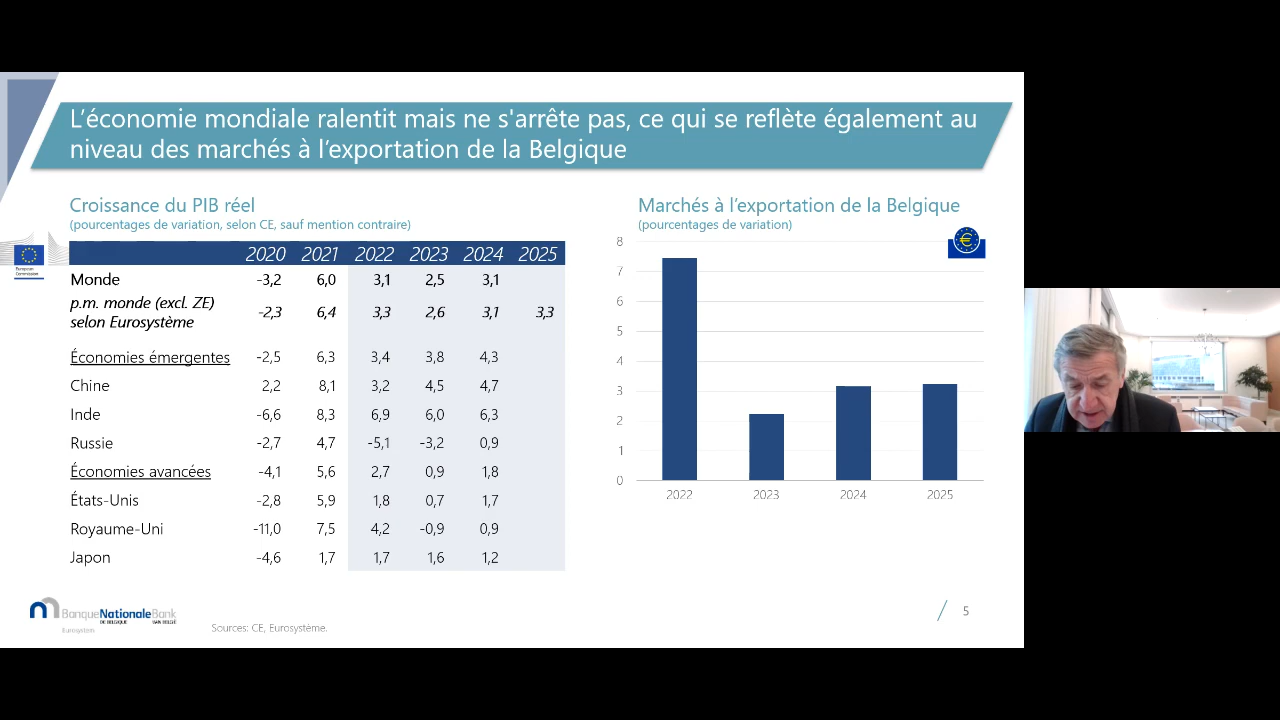 L’économie mondiale ralentit mais ne s'arrête pas, ce qui se reflète également au
niveau des marchés à l’exportation de la Belgique
Croissance du PIB réel
(pourcentages de variation, selon CE, sauf mention contraire)
European
Commission
2020 2021 2022 2023 2024 2025
Monde -3,2 6,0 3,1 2,5 3,1
p.m. monde (excl. ZE)
selon Eurosystème -2,3 6,4 3,3 2,6 3,1 3,3
Économies émergentes -2,5 6,3 3,4 3,8 4,3
Chine 2,2 8,1 3,2 4,5 4,7
Inde -6,6 8,3 6,9 6,0 6,3
Russie -2,7 4,7 -5,1 -3,2 0,9
Économies avancées -4,1 5,6 2,7 0,9 1,8
États-Unis -2,8 5,9 1,8 0,7 1,7
Royaume-Uni -11,0 7,5 4,2 -0,9 0,9
Japon -4,6 1,7 1,7 1,6 1,2
Marchés à l’exportation de la Belgique
(pourcentages de variation)
8
7
6
5
4
3
2
1
0
2022 2023 2024 2025
BanqueNationaleBank
DE BELGIQUE VAN BELGIË
Eurosystem
Sources: CE, Eurosystème.
5